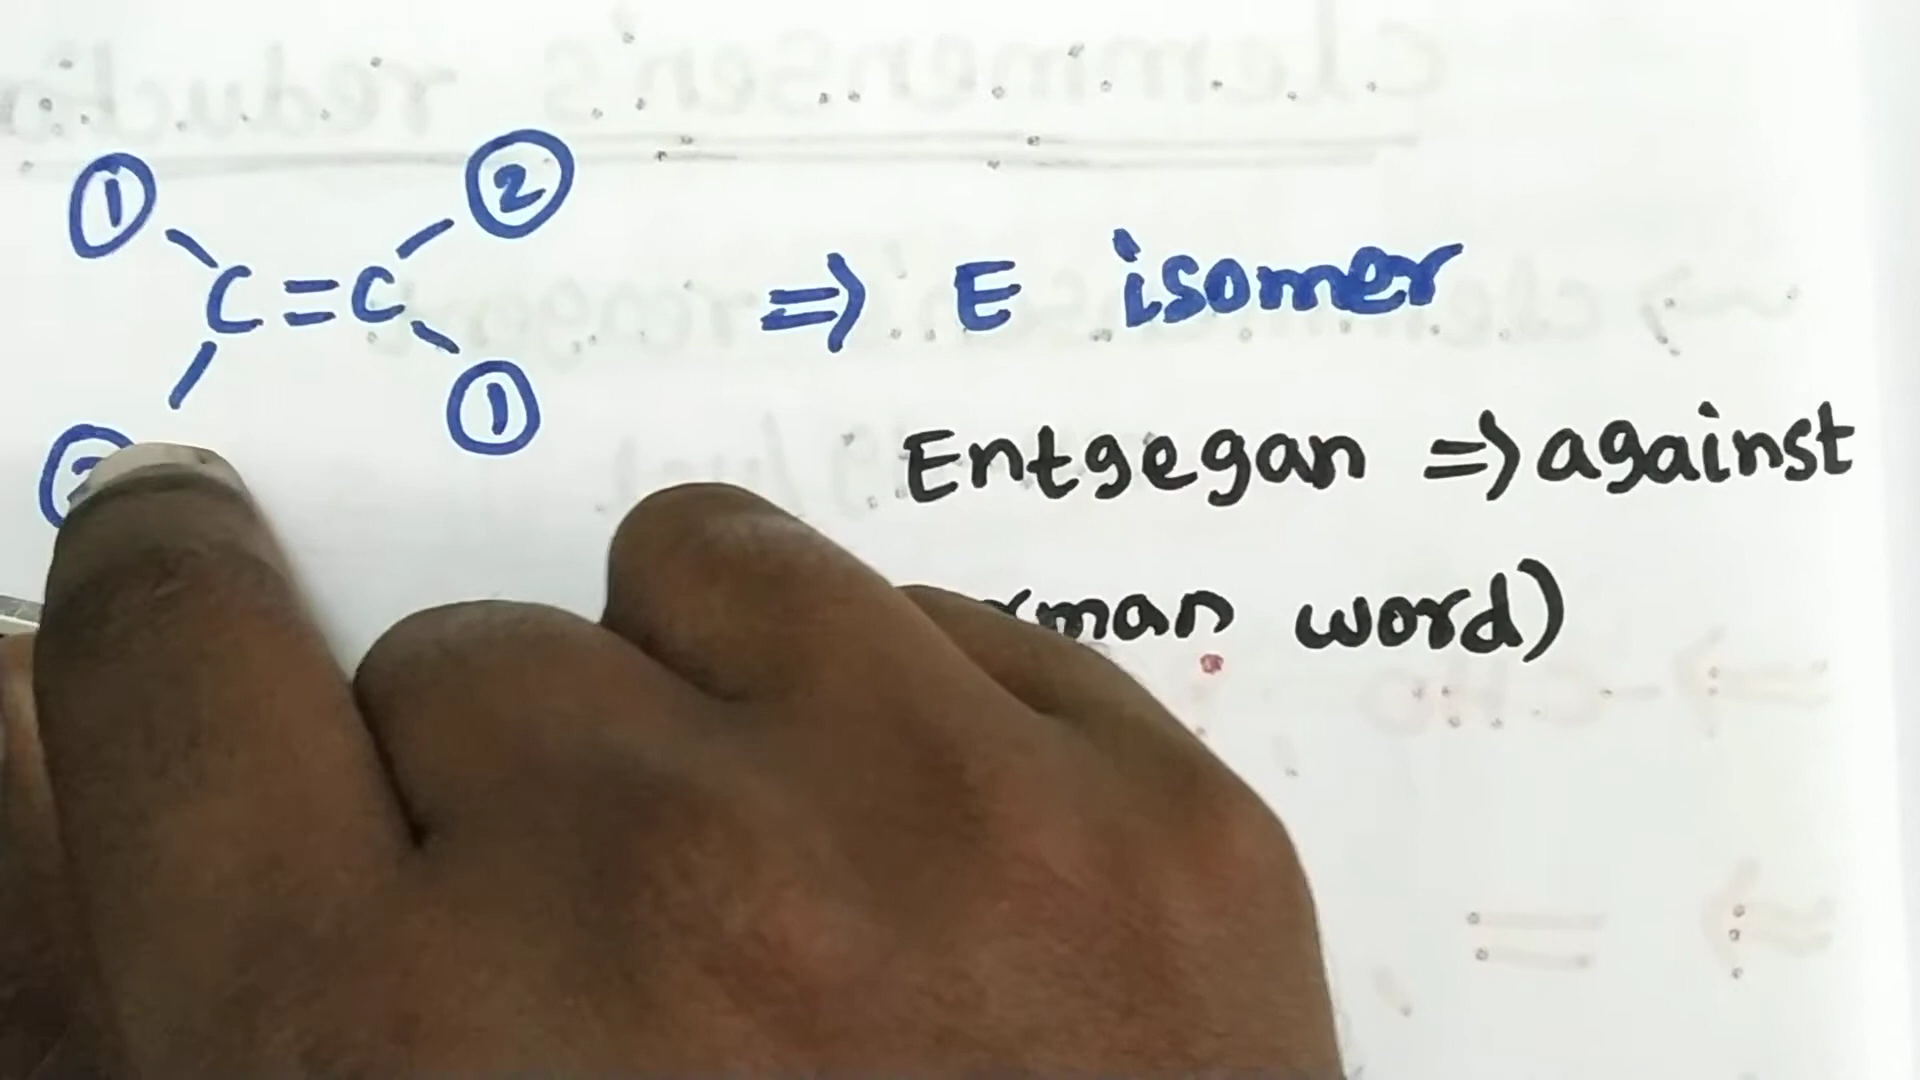 ① ②
C=C ⇒ E isomer
①
Entgegan ⇒ against
word)